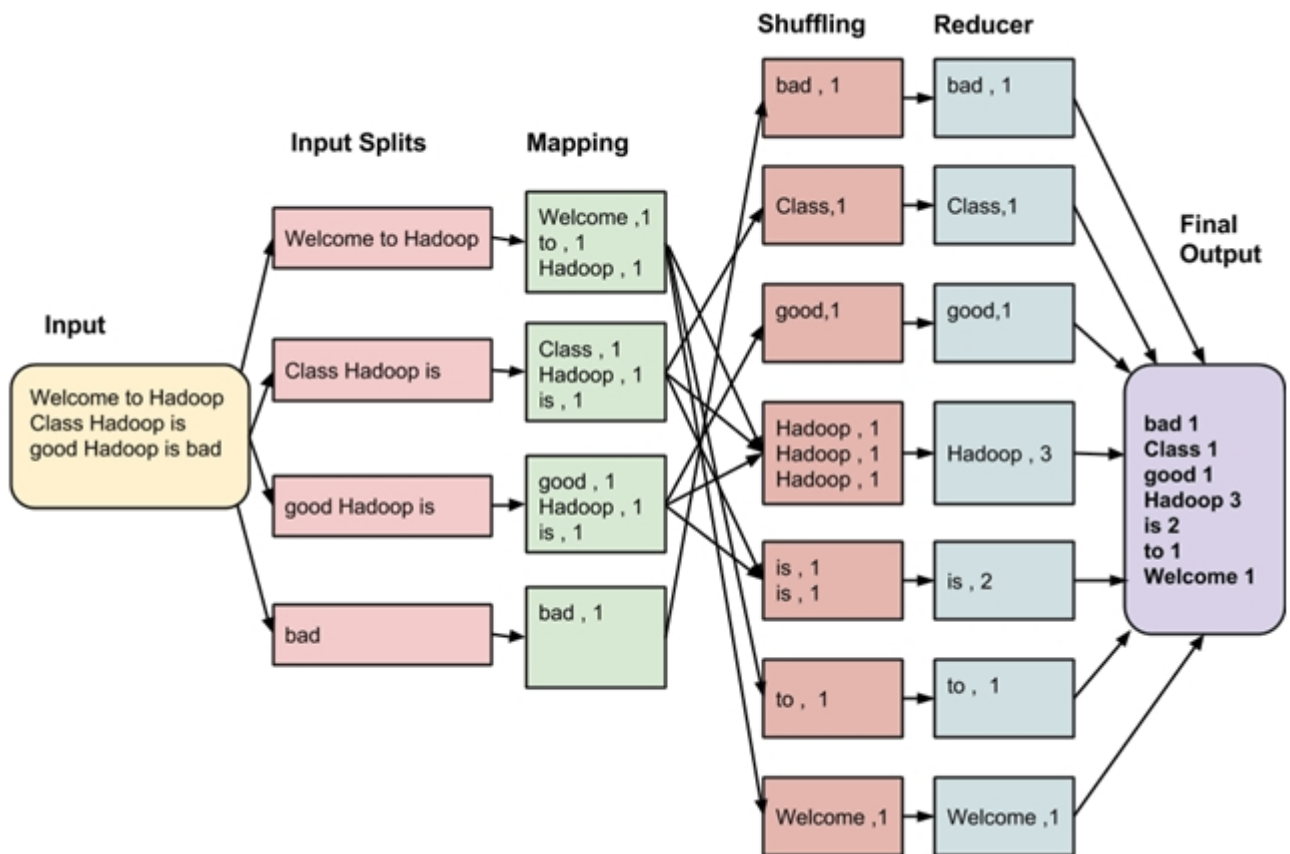 Shuffling
Reducer
Input Splits
Mapping
Final
Output
Input
Welcome to Hadoop
Class Hadoop is
good Hadoop is bad
Welcome to Hadoop
Class Hadoop is
good Hadoop is
bad
Welcome ,1
to , 1
Hadoop , 1
Class , 1
Hadoop , 1
is , 1
good , 1
Hadoop , 1
is , 1
bad , 1
bad , 1
Class,1
good,1
Hadoop , 1
Hadoop , 1
Hadoop , 1
is , 1
is , 1
to , 1
Welcome ,1
bad , 1
Class,1
good,1
Hadoop , 3
is , 2
to , 1
Welcome ,1
bad 1
Class 1
good 1
Hadoop 3
is 2
to 1
Welcome 1